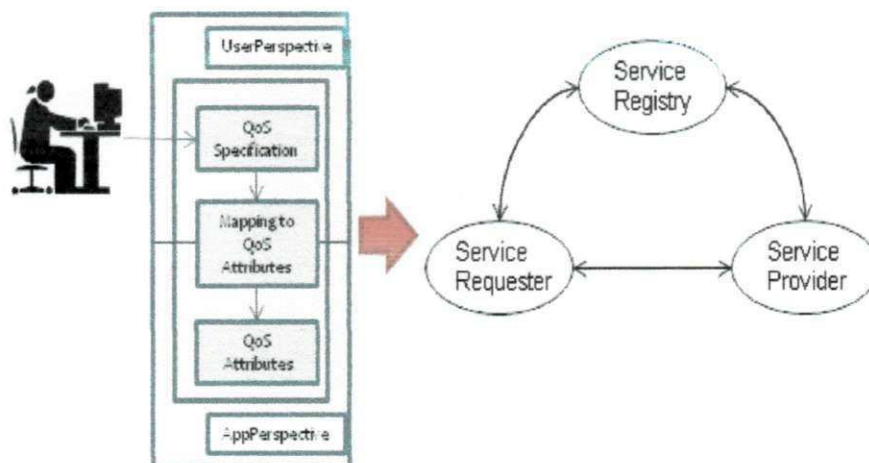 UserPerspective
QoS
Specification
Mapping to
QoS
Attributes
QoS
Attributes
AppPerspective
Service
Registry
Service
Requester
Service
Provider